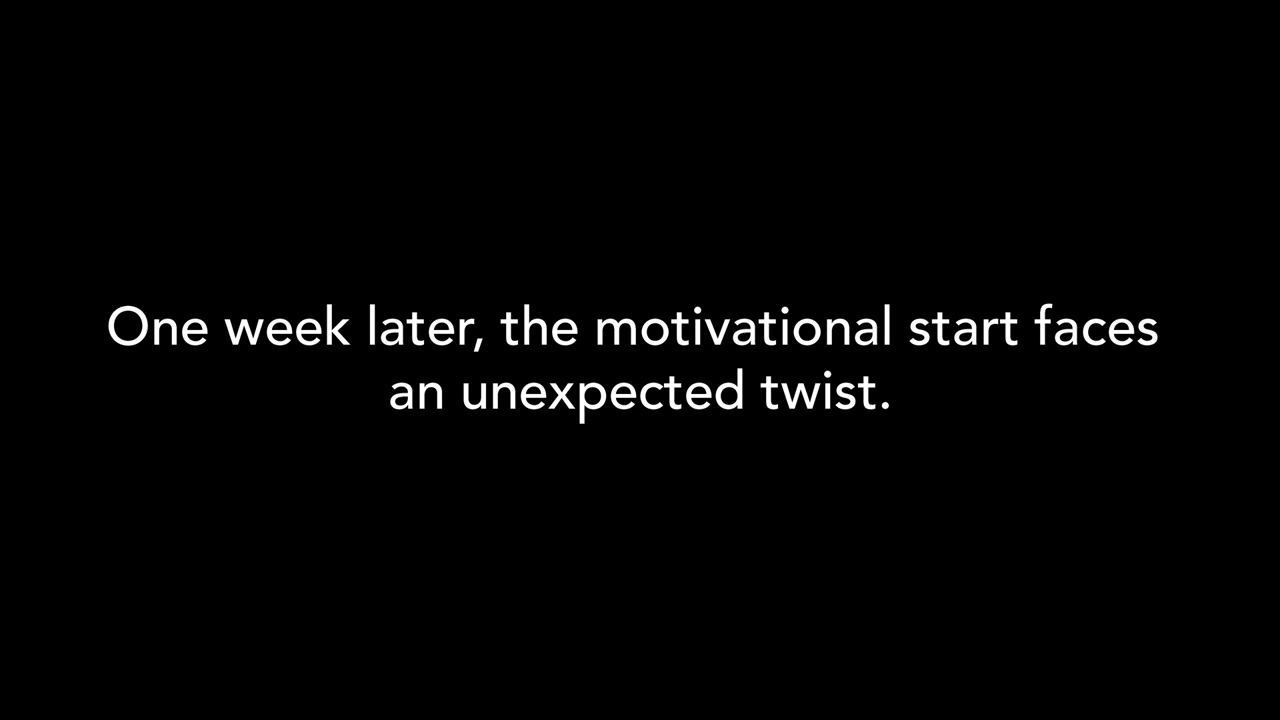 One week later, the motivational start faces
an unexpected twist.